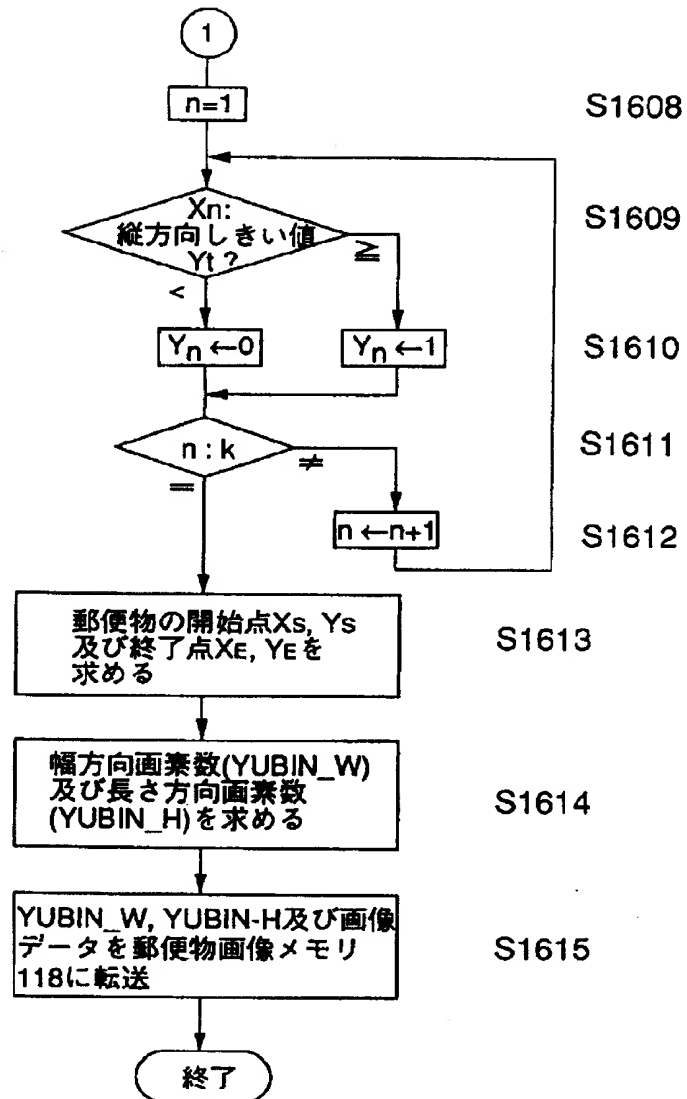 1
n=1
S1608
Xn:
縦方向しきい値
Yt?
S1609
≧
<
Yn←0
Yn←1
S1610
n:k
S1611
≠
=
n←n+1
S1612
郵便物の開始点XS, YS
及び終了点XE, YEを
求める
S1613
幅方向画素数(YUBIN_W)
及び長さ方向画素数
(YUBIN_H)を求める
S1614
YUBIN_W, YUBIN-H及び画像
データを郵便物画像メモリ
118に転送
S1615
終了